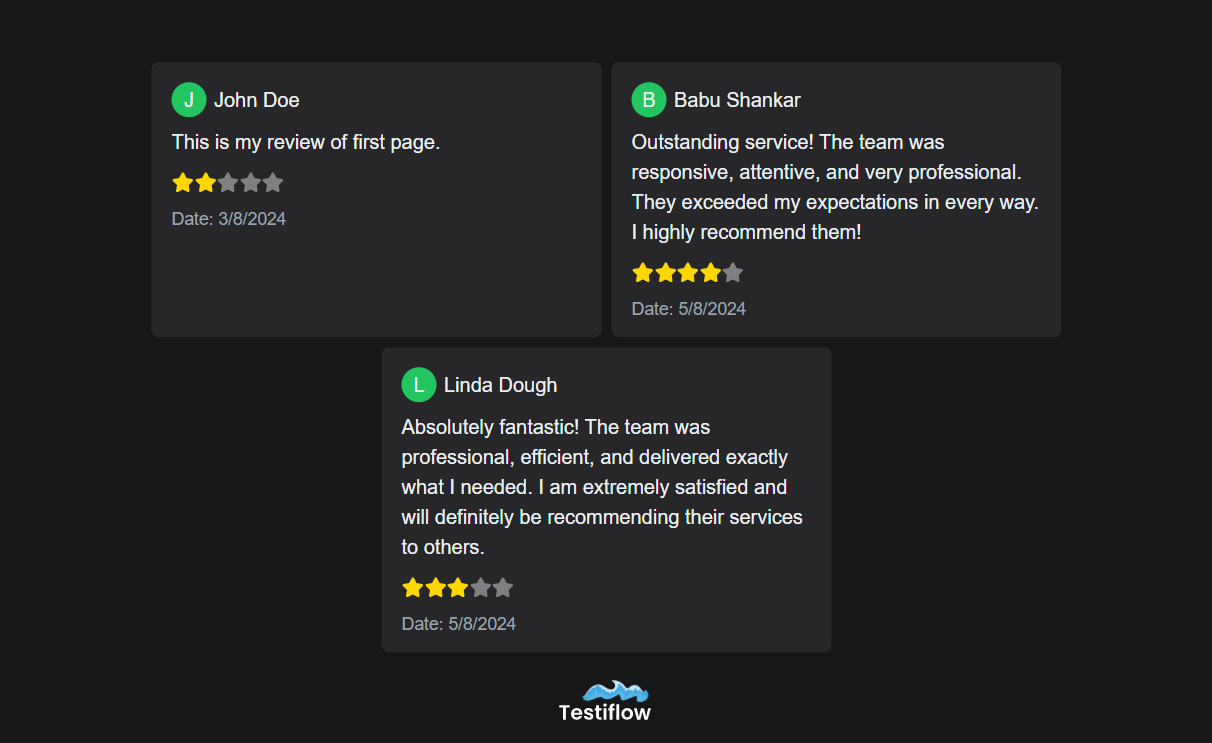 J John Doe
This is my review of first page.
Date: 3/8/2024
B Babu Shankar
Outstanding service! The team was
responsive, attentive, and very professional.
They exceeded my expectations in every way.
I highly recommend them!
Date: 5/8/2024
L Linda Dough
Absolutely fantastic! The team was
professional, efficient, and delivered exactly
what I needed. I am extremely satisfied and
will definitely be recommending their services
to others.
Date: 5/8/2024
Testiflow